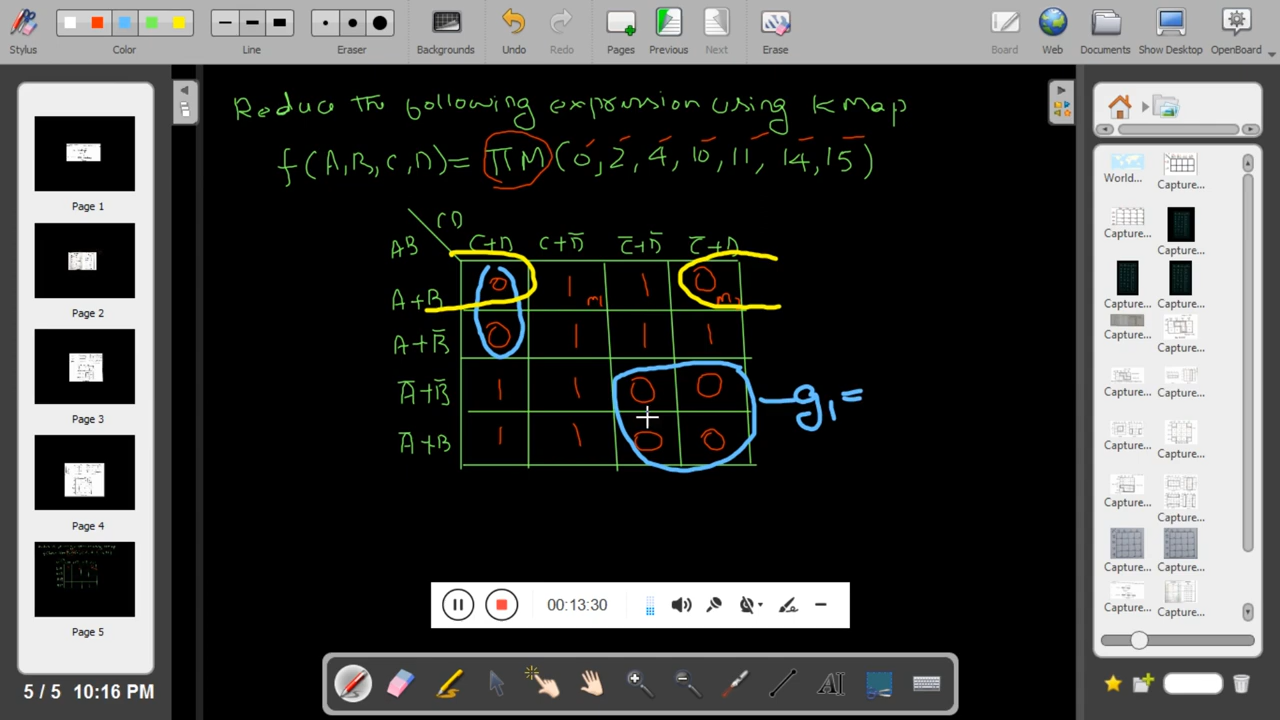 Stylus Color Line Eraser Backgrounds Undo Redo Pages Previous Next Erase Board Web Documents Show Desktop OpenBoard
Page 1
Page 2
Page 3
Page 4
Page 5
5 / 5 10:16 PM
Reduce the following expression using K map
f(A,B,C,D) = πM(0,2,4,10,11,14,15)
CD
AB C+D C+D̅ C̅+D̅ C̅+D
A+B 0 1 m1 1 0
A+B̅ 0 1 1 1
A̅+B̅ 1 1 0 0
A̅+B 1 1 0 0
g1 =
00:13:30
World... Capture...
Capture... Capture...
Capture... Capture...
Capture... Capture...
Capture... Capture...
Capture... Capture...
Capture... Capture...
Capture... Capture...